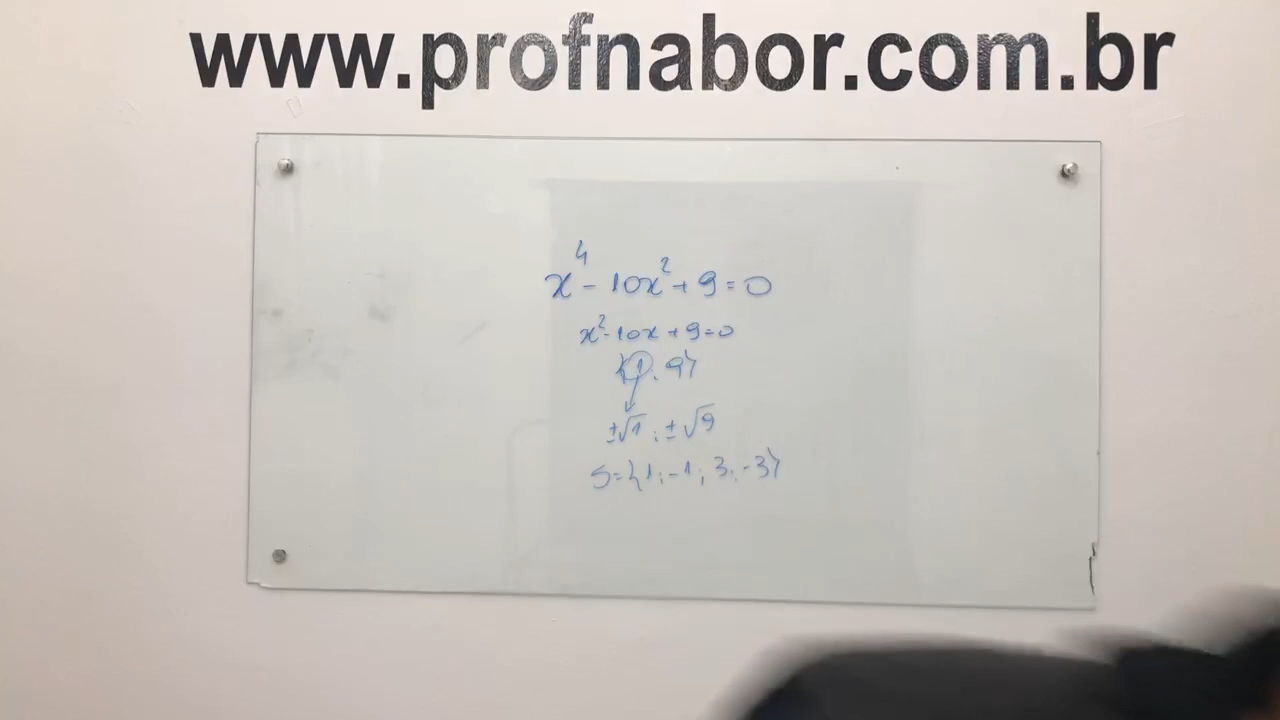 www.profnabor.com.br
x⁴ - 10x² + 9 = 0
x² - 10x + 9 = 0
{1; 9}
±√1 ; ±√9
S = {1; -1; 3; -3}